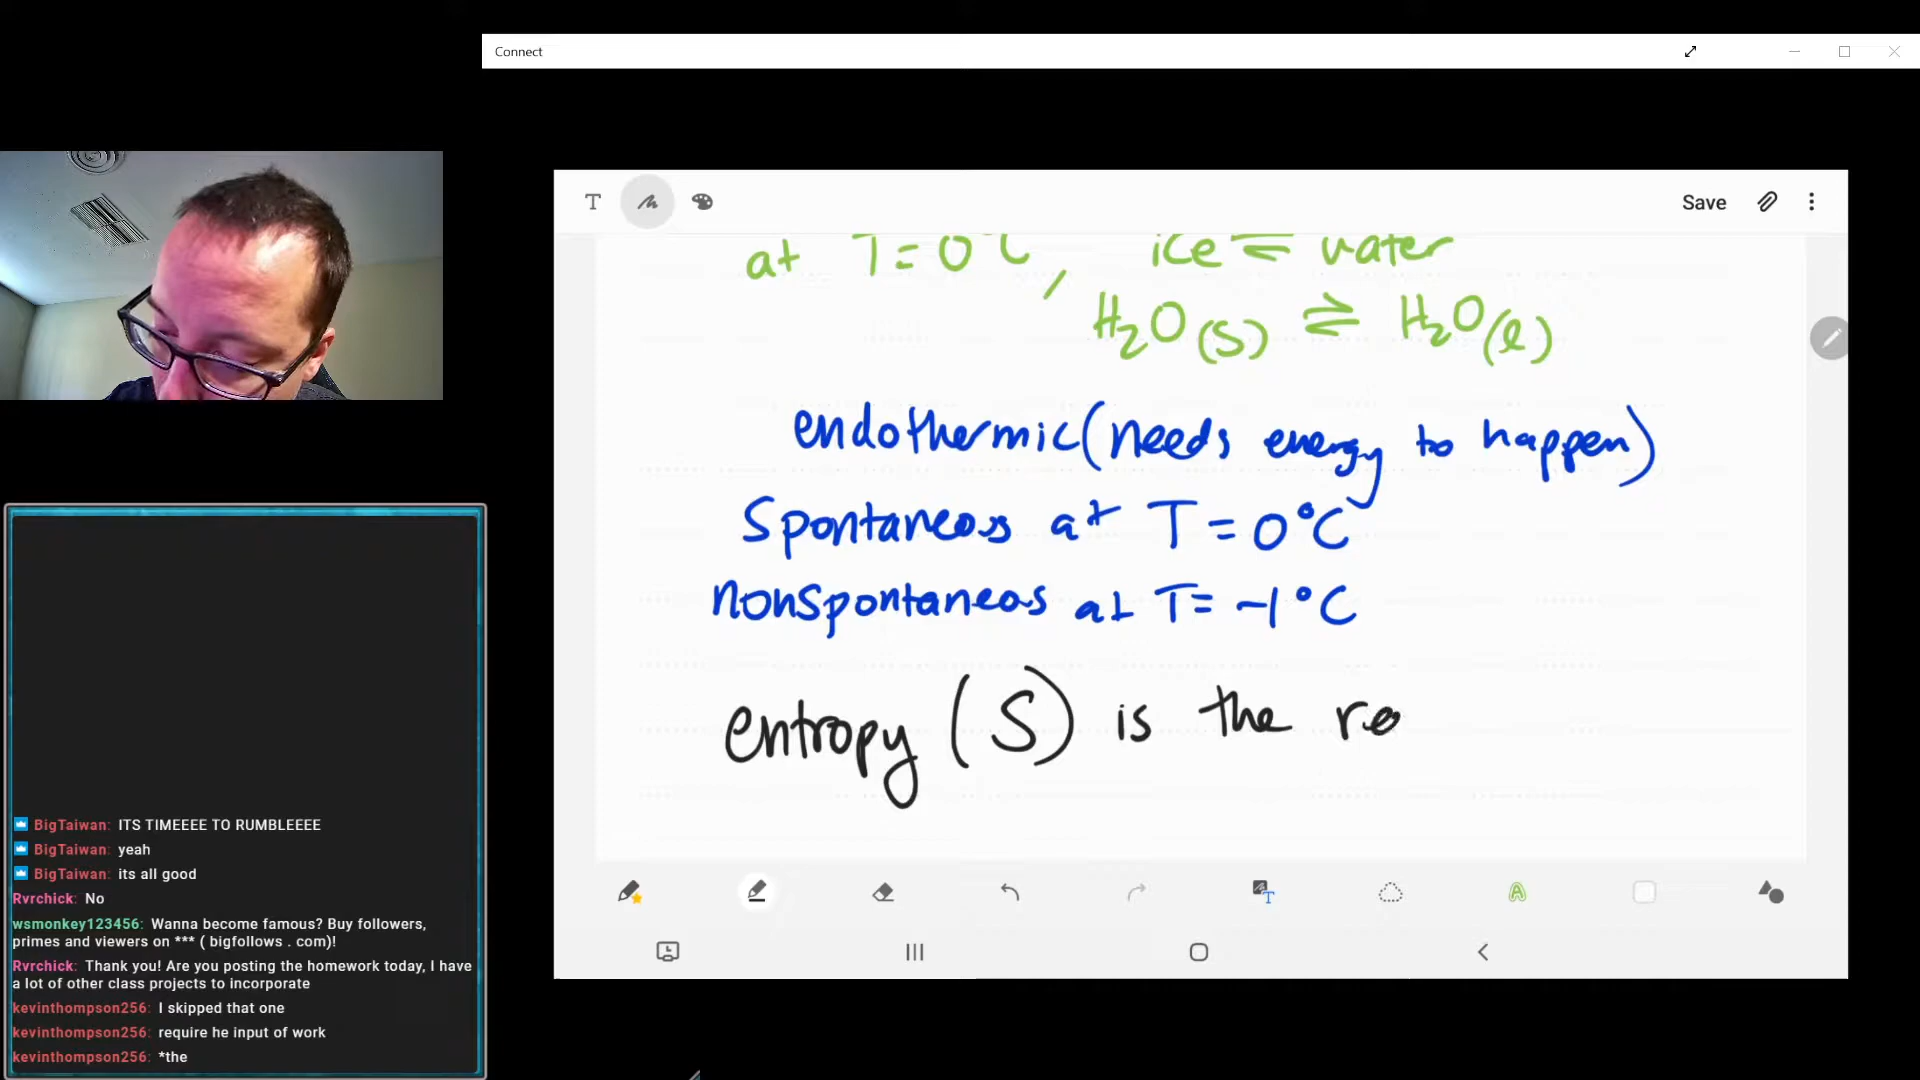 Connect
T
Save
at T = 0°C, ice ⇌ water
H₂O(s) ⇌ H₂O(l)
endothermic (needs energy to happen)
Spontaneos at T = 0°C
nonspontaneos at T = -1°C
entropy (S) is the re
BigTaiwan: ITS TIMEEEE TO RUMBLEEEE
BigTaiwan: yeah
BigTaiwan: its all good
Rvrchick: No
wsmonkey123456: Wanna become famous? Buy followers,
primes and viewers on *** ( bigfollows . com)!
Rvrchick: Thank you! Are you posting the homework today, I have
a lot of other class projects to incorporate
kevinthompson256: I skipped that one
kevinthompson256: require he input of work
kevinthompson256: *the